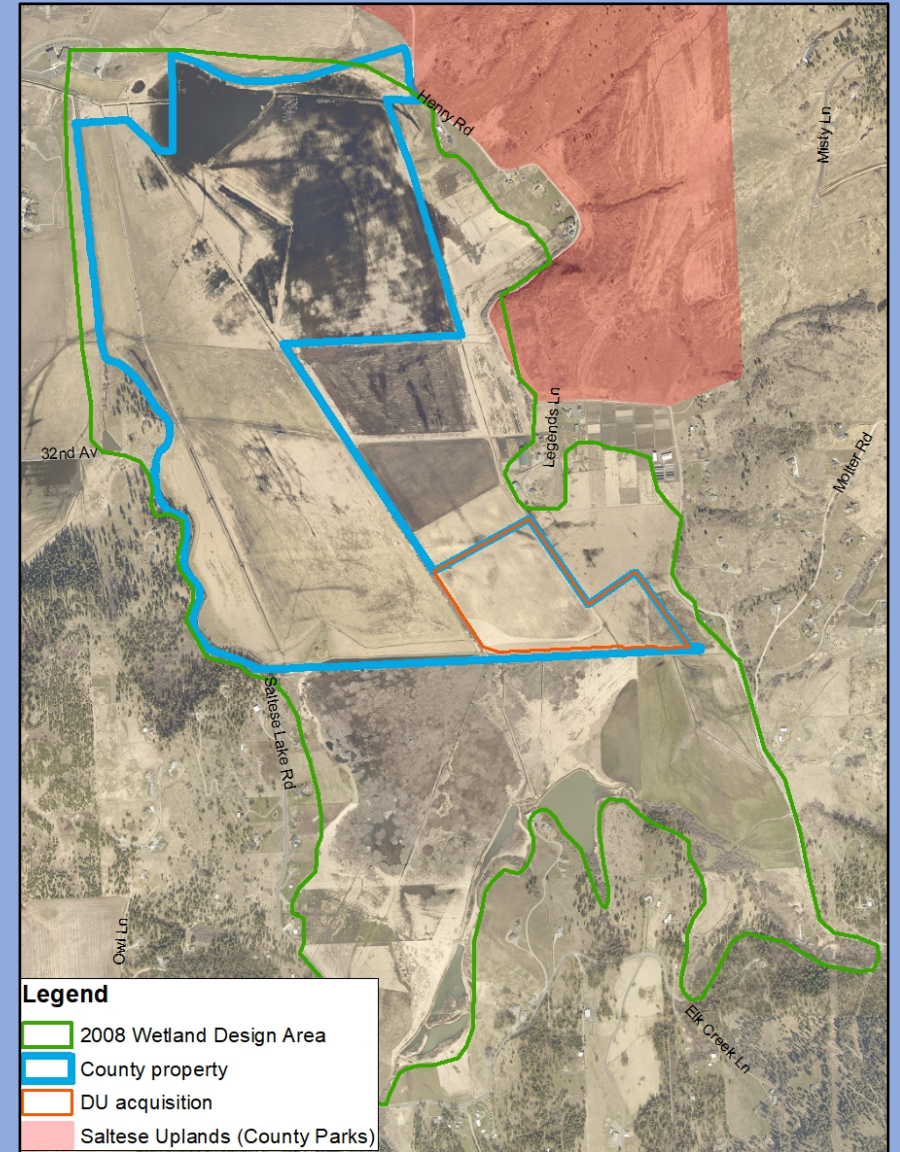 Henry Rd
Misty Ln
Legends Ln
32nd Av
Molter Rd
Saltese Lake Rd
Owl Ln
Elk Creek Ln
Legend
2008 Wetland Design Area
County property
DU acquisition
Saltese Uplands (County Parks)